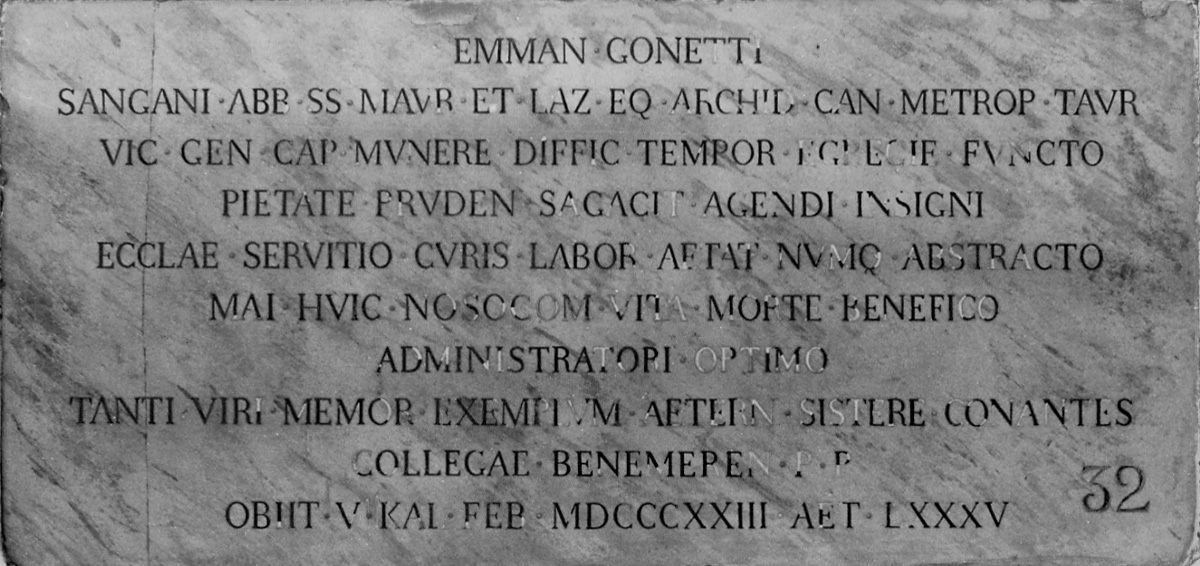 EMMAN · GONETTI
SANGANI · ABB · SS · MAVR · ET · LAZ · EQ · ARCHID · CAN · METROP · TAVR
VIC · GEN · CAP · MVNERE · DIFFIC · TEMPOR · EGREGIE · FVNCTO
PIETATE · PRVDEN · SAGACIT · AGENDI · INSIGNI
ECCLAE · SERVITIO · CVRIS · LABOR · AETAT · NVMQ · ABSTRACTO
MAI · HVIC · NOSOCOM · VITA · MORTE · BENEFICO
ADMINISTRATORI · OPTIMO
TANTI · VIRI · MEMOR · EXEMPLVM · AETERN · SISTERE · CONANTES
COLLEGAE · BENEMEREN · P · P
OBIIT · V · KAL · FEB · MDCCCXXIII · AET · LXXXV
32